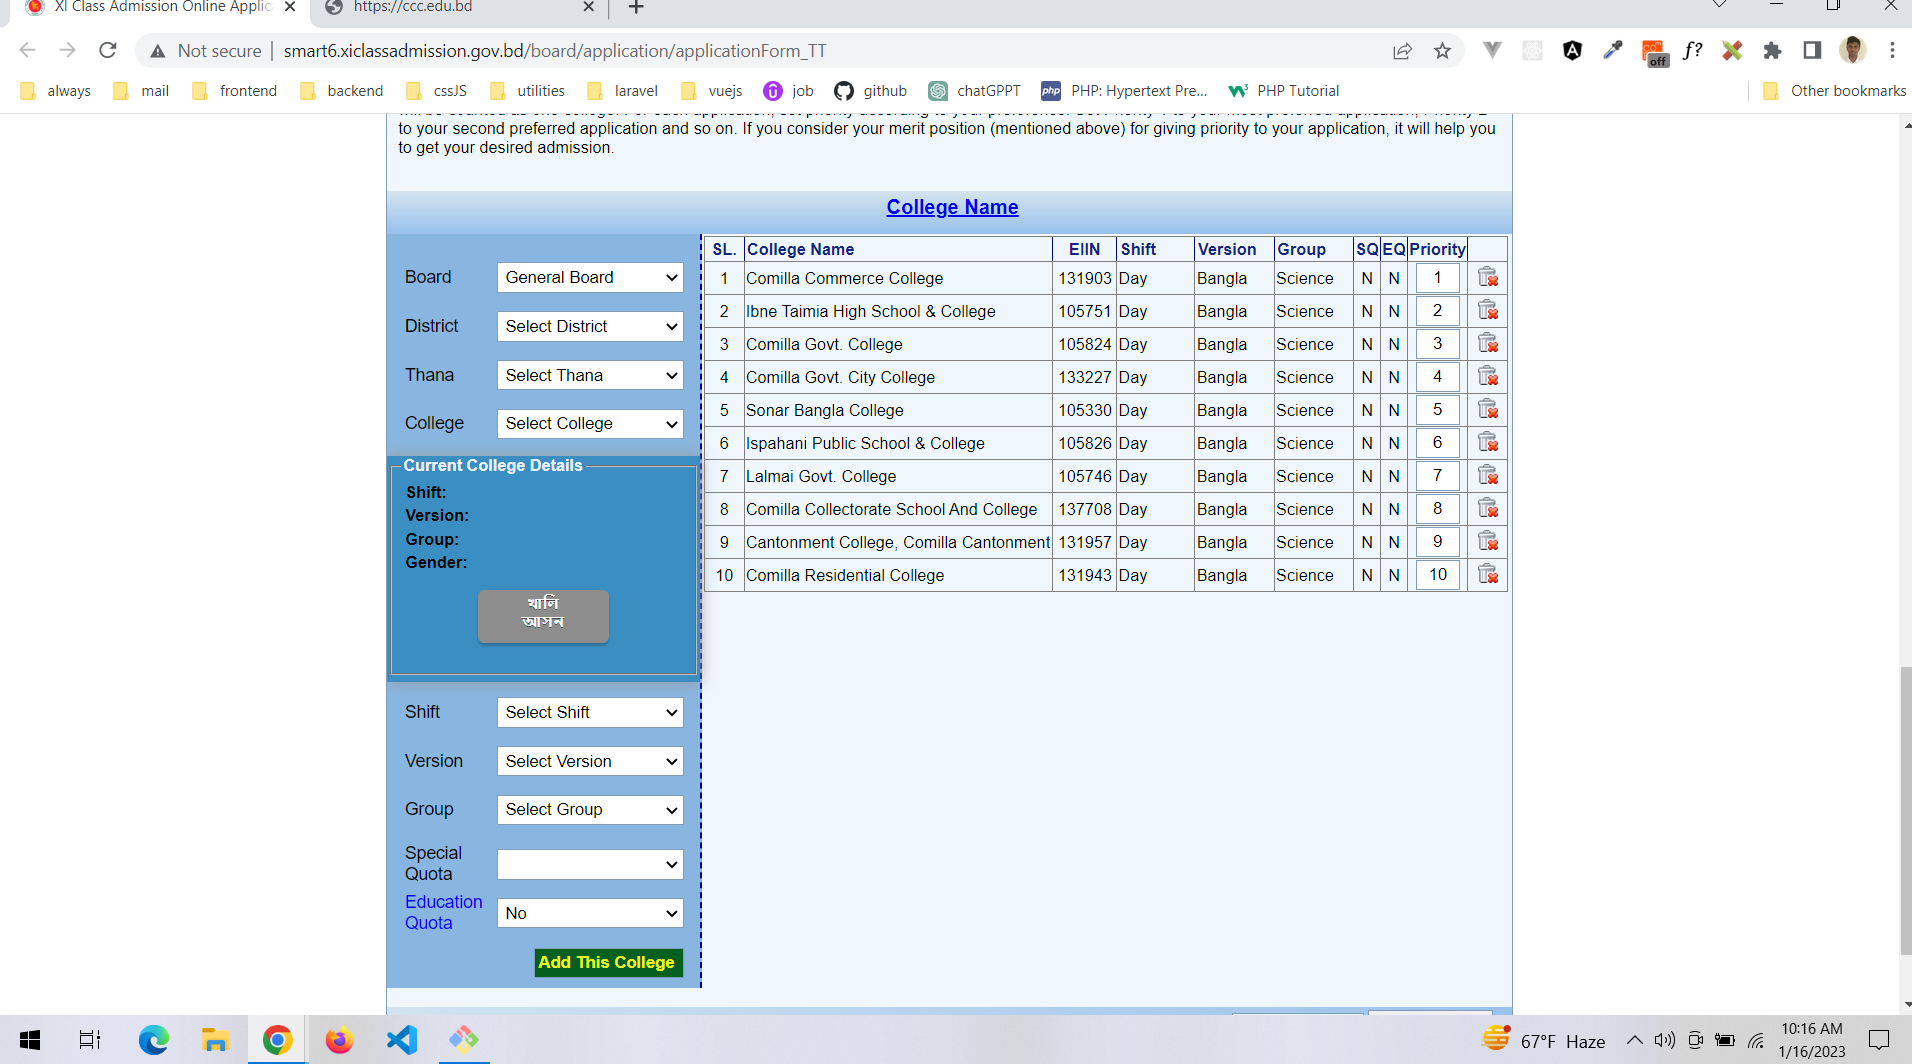 XI Class Admission Online Applic
https://ccc.edu.bd
Not secure
smart6.xiclassadmission.gov.bd/board/application/applicationForm_TT
off
f?
always
mail
frontend
backend
cssJS
utilities
laravel
vuejs
job
github
chatGPPT
php PHP: Hypertext Pre...
PHP Tutorial
Other bookmarks
to your second preferred application and so on. If you consider your merit position (mentioned above) for giving priority to your application, it will help you
to get your desired admission.
College Name
Board General Board
District Select District
Thana Select Thana
College Select College
Current College Details
Shift:
Version:
Group:
Gender:
খালি
আসন
Shift Select Shift
Version Select Version
Group Select Group
Special
Quota
Education
Quota
No
Add This College
SL. College Name EIIN Shift Version Group SQ EQ Priority
1 Comilla Commerce College 131903 Day Bangla Science N N 1
2 Ibne Taimia High School & College 105751 Day Bangla Science N N 2
3 Comilla Govt. College 105824 Day Bangla Science N N 3
4 Comilla Govt. City College 133227 Day Bangla Science N N 4
5 Sonar Bangla College 105330 Day Bangla Science N N 5
6 Ispahani Public School & College 105826 Day Bangla Science N N 6
7 Lalmai Govt. College 105746 Day Bangla Science N N 7
8 Comilla Collectorate School And College 137708 Day Bangla Science N N 8
9 Cantonment College, Comilla Cantonment 131957 Day Bangla Science N N 9
10 Comilla Residential College 131943 Day Bangla Science N N 10
67°F Haze
10:16 AM
1/16/2023